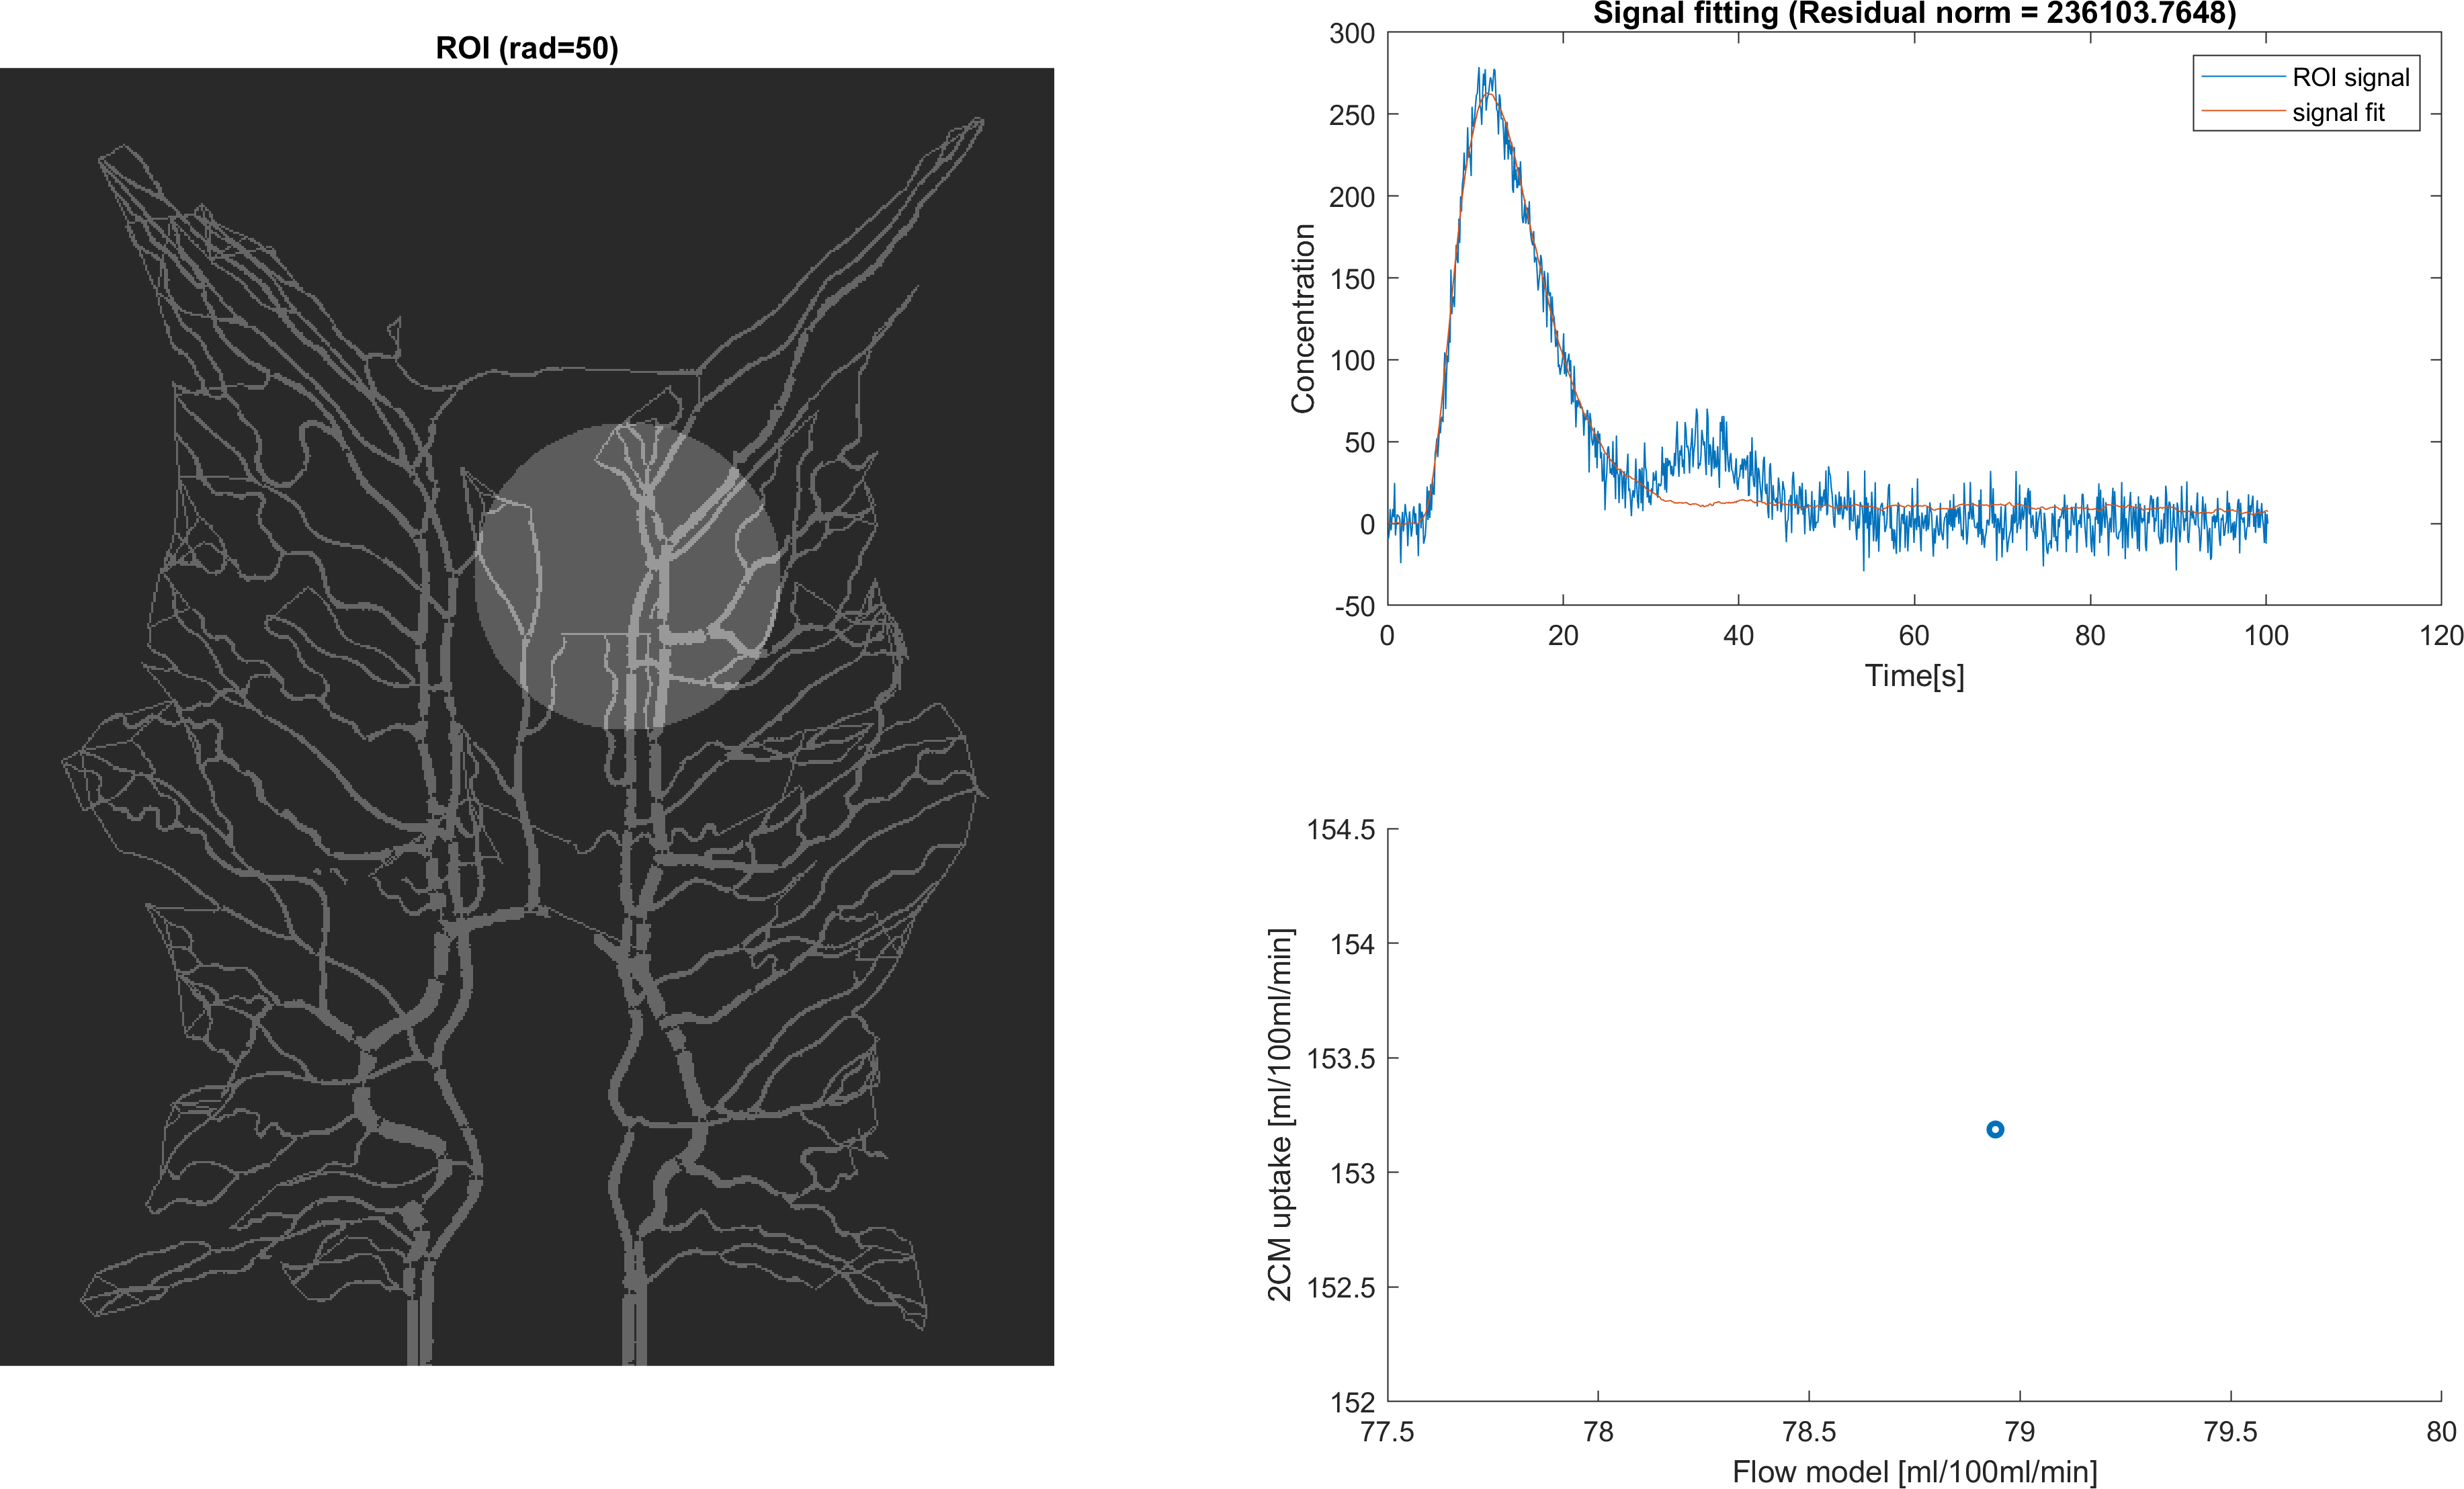 ROI (rad=50)
Signal fitting (Residual norm = 236103.7648)
300
250
200
150
100
50
0
-50
Concentration
ROI signal
signal fit
0 20 40 60 80 100 120
Time[s]
154.5
154
153.5
153
152.5
152
2CM uptake [ml/100ml/min]
77.5 78 78.5 79 79.5 80
Flow model [ml/100ml/min]